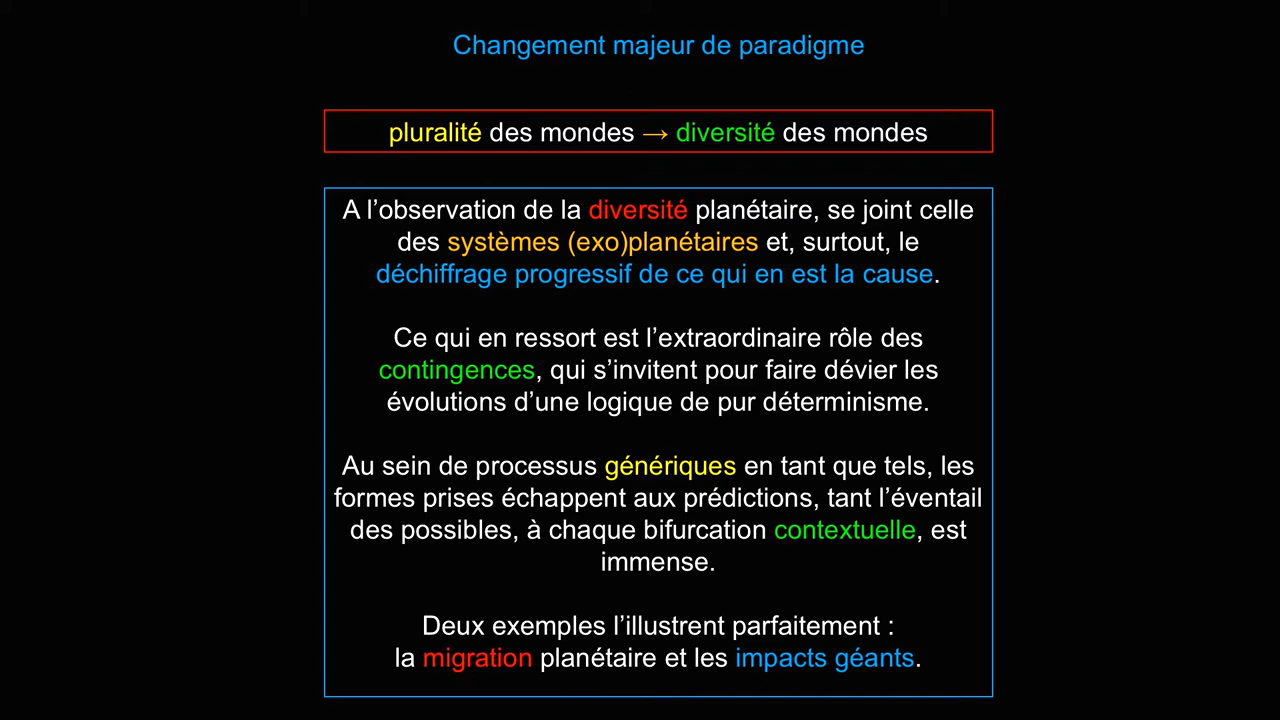 Changement majeur de paradigme
pluralité des mondes → diversité des mondes
A l’observation de la diversité planétaire, se joint celle
des systèmes (exo)planétaires et, surtout, le
déchiffrage progressif de ce qui en est la cause.
Ce qui en ressort est l’extraordinaire rôle des
contingences, qui s’invitent pour faire dévier les
évolutions d’une logique de pur déterminisme.
Au sein de processus génériques en tant que tels, les
formes prises échappent aux prédictions, tant l’éventail
des possibles, à chaque bifurcation contextuelle, est
immense.
Deux exemples l’illustrent parfaitement :
la migration planétaire et les impacts géants.